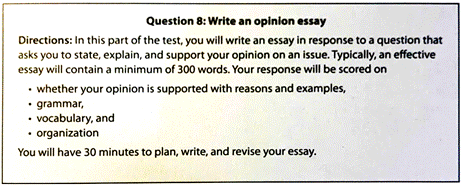 Question 8: Write an opinion essay
Directions: In this part of the test, you will write an essay in response to a question that
asks you to state, explain, and support your opinion on an issue. Typically, an effective
essay will contain a minimum of 300 words. Your response will be scored on
• whether your opinion is supported with reasons and examples,
• grammar,
• vocabulary, and
• organization
You will have 30 minutes to plan, write, and revise your essay.